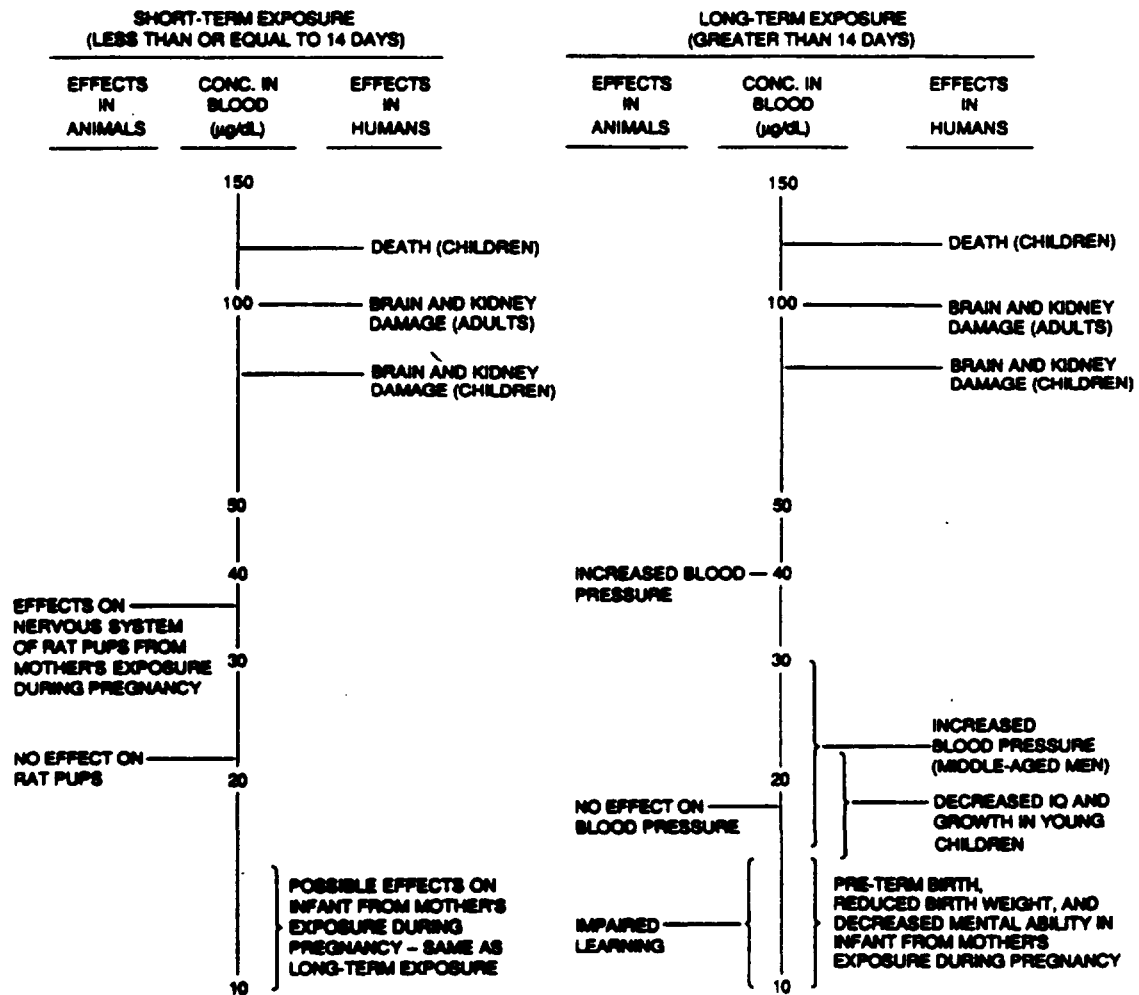 SHORT-TERM EXPOSURE
(LESS THAN OR EQUAL TO 14 DAYS)
EFFECTS
IN
ANIMALS
CONC. IN
BLOOD
(µg/dL)
EFFECTS
IN
HUMANS
150
DEATH (CHILDREN)
100
BRAIN AND KIDNEY
DAMAGE (ADULTS)
BRAIN AND KIDNEY
DAMAGE (CHILDREN)
50
40
EFFECTS ON
NERVOUS SYSTEM
OF RAT PUPS FROM
MOTHER'S EXPOSURE
DURING PREGNANCY
30
NO EFFECT ON
RAT PUPS
20
POSSIBLE EFFECTS ON
INFANT FROM MOTHER'S
EXPOSURE DURING
PREGNANCY – SAME AS
LONG-TERM EXPOSURE
10
LONG-TERM EXPOSURE
(GREATER THAN 14 DAYS)
EFFECTS
IN
ANIMALS
CONC. IN
BLOOD
(µg/dL)
EFFECTS
IN
HUMANS
150
DEATH (CHILDREN)
100
BRAIN AND KIDNEY
DAMAGE (ADULTS)
BRAIN AND KIDNEY
DAMAGE (CHILDREN)
50
INCREASED BLOOD
PRESSURE
40
30
INCREASED
BLOOD PRESSURE
(MIDDLE-AGED MEN)
20
NO EFFECT ON
BLOOD PRESSURE
DECREASED IQ AND
GROWTH IN YOUNG
CHILDREN
IMPAIRED
LEARNING
PRE-TERM BIRTH,
REDUCED BIRTH WEIGHT, AND
DECREASED MENTAL ABILITY IN
INFANT FROM MOTHER'S
EXPOSURE DURING PREGNANCY
10